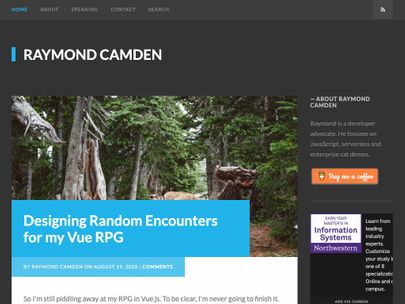 HOME
ABOUT
SPEAKING
CONTACT
SEARCH
RAYMOND CAMDEN
Designing Random Encounters
for my Vue RPG
BY RAYMOND CAMDEN ON AUGUST 19, 2020 | COMMENTS
So I'm still piddling away at my RPG in Vue.js. To be clear, I'm never going to finish it.
— ABOUT RAYMOND
CAMDEN
Raymond is a developer
advocate. He focuses on
JavaScript, serverless and
enterprise cat demos.
Buy me a coffee
EARN YOUR
MASTER'S IN
Information
Systems
Northwestern
Learn from
leading
industry
experts.
Customize
your study i
one of 8
specializati
Online and c
campus.
ADS VIA CARBON